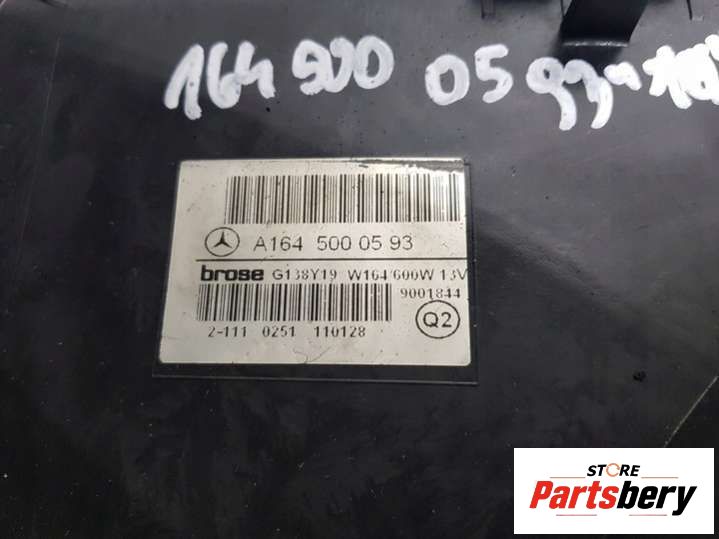 164 500 05 93
A164 500 05 93
brose G138Y19 W164 600W 13V
9001844
2-111 0251 110128
Q2
STORE
Partsbery